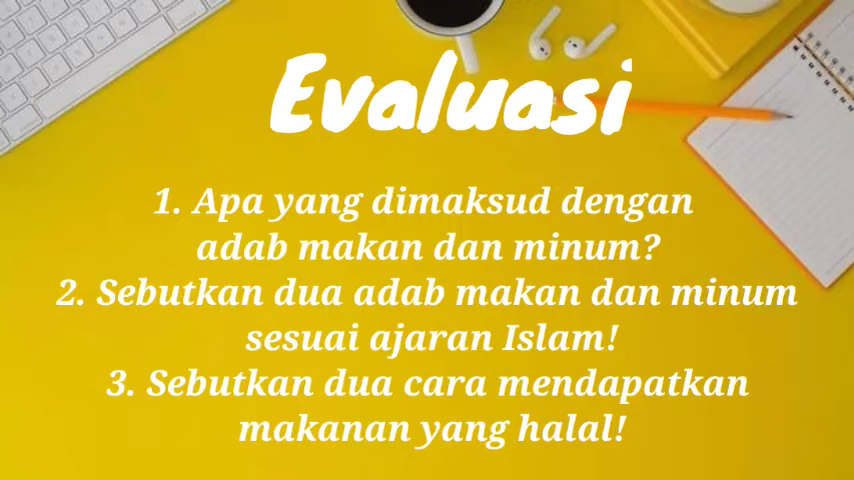 Evaluasi
1. Apa yang dimaksud dengan
adab makan dan minum?
2. Sebutkan dua adab makan dan minum
sesuai ajaran Islam!
3. Sebutkan dua cara mendapatkan
makanan yang halal!